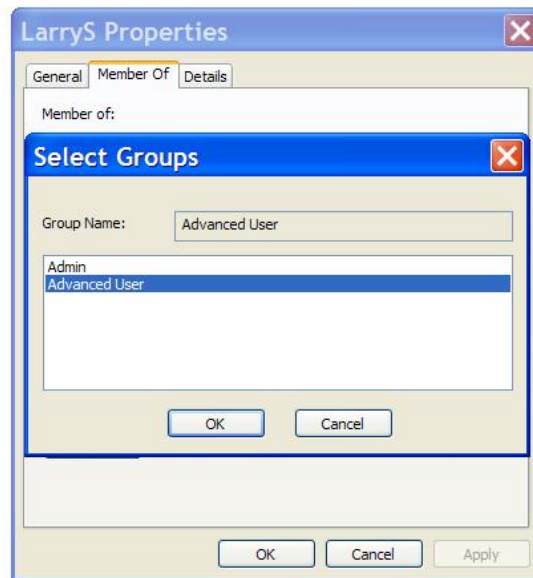 LarryS Properties
General Member Of Details
Member of:
Select Groups
Group Name: Advanced User
Admin
Advanced User
OK Cancel
OK Cancel Apply